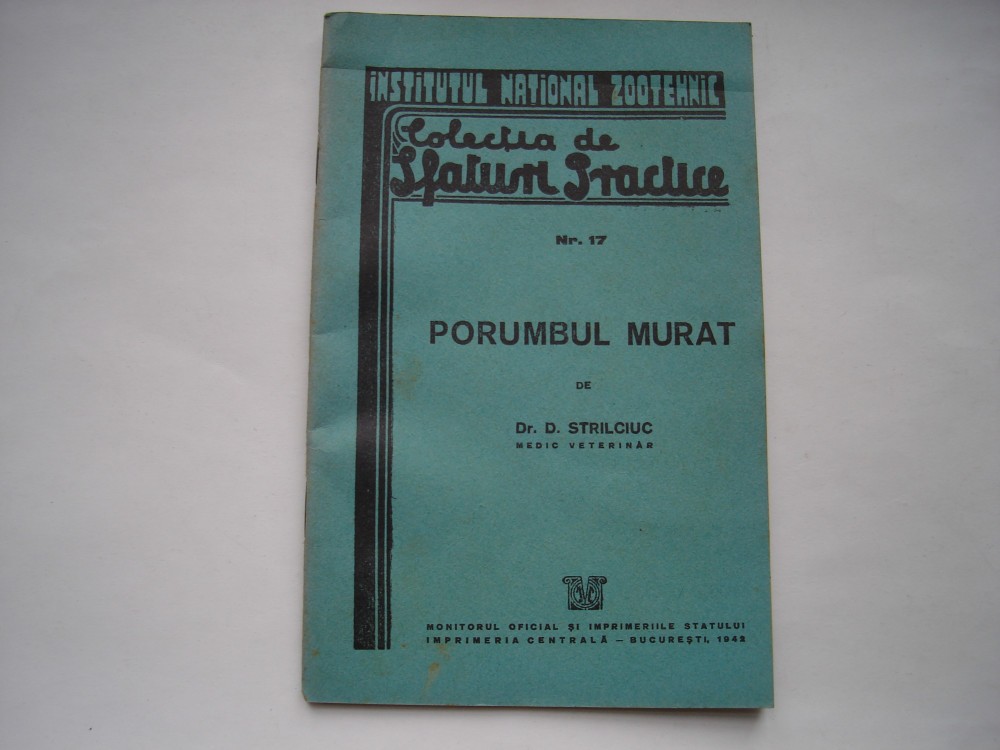 INSTITUTUL NAȚIONAL ZOOTEHNIC
Colecția de
Sfaturi Practice
Nr. 17
PORUMBUL MURAT
DE
Dr. D. STRILCIUC
MEDIC VETERINAR
MONITORUL OFICIAL ȘI IMPRIMERIILE STATULUI
IMPRIMERIA CENTRALĂ — BUCUREȘTI, 1942